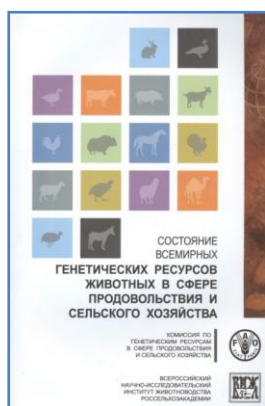 СОСТОЯНИЕ
ВСЕМИРНЫХ
ГЕНЕТИЧЕСКИХ РЕСУРСОВ
ЖИВОТНЫХ В СФЕРЕ
ПРОДОВОЛЬСТВИЯ И
СЕЛЬСКОГО ХОЗЯЙСТВА
КОМИССИЯ ПО
ГЕНЕТИЧЕСКИМ РЕСУРСАМ
В СФЕРЕ ПРОДОВОЛЬСТВИЯ
И СЕЛЬСКОГО ХОЗЯЙСТВА
ВСЕРОССИЙСКИЙ
НАУЧНО-ИССЛЕДОВАТЕЛЬСКИЙ
ИНСТИТУТ ЖИВОТНОВОДСТВА
РОССЕЛЬХОЗАКАДЕМИИ